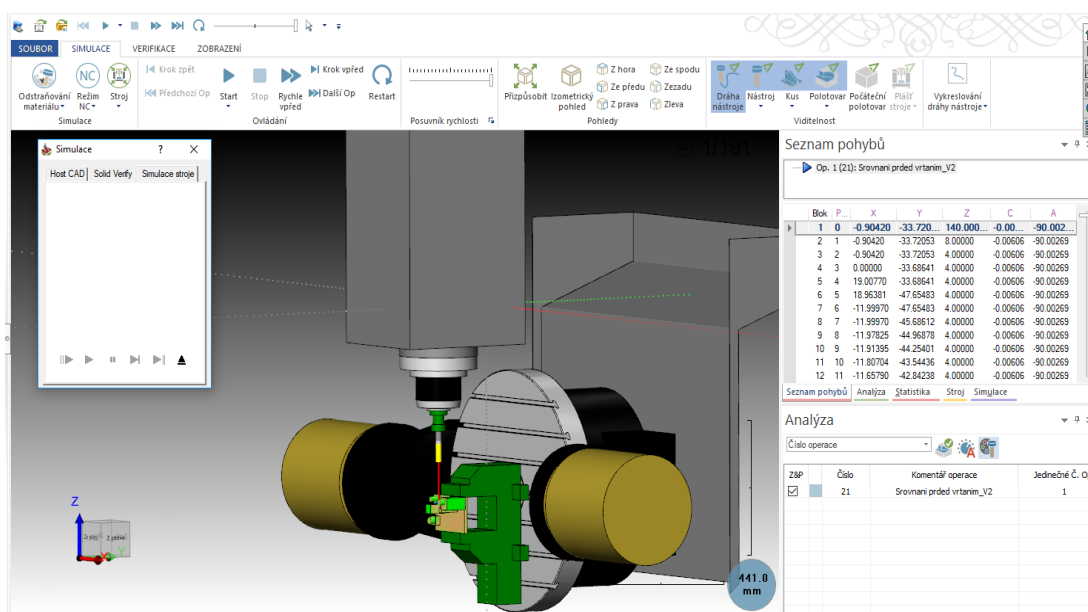 SOUBOR SIMULACE VERIFIKACE ZOBRAZENÍ
Odstraňování materiálu
Režim NC
Stroj
Simulace
Krok zpět
Předchozí Op
Start
Stop
Rychle vpřed
Krok vpřed
Další Op
Restart
Ovládání
Posuvník rychlosti
Přizpůsobit
Izometrický pohled
Z hora
Ze předu
Z prava
Ze spodu
Zezadu
Zleva
Pohledy
Dráha nástroje
Nástroj
Kus
Polotovar
Počáteční polotovar
Plášť stroje
Viditelnost
Vykreslování dráhy nástroje
Simulace ? X
Host CAD Solid Verify Simulace stroje
1/191
Z
Y
X
Z prava
441.0
mm
Seznam pohybů
Op. 1 (21): Srovnani prded vrtanim_V2
Blok P... X Y Z C A
1 0 -0.90420 -33.720... 140.000... -0.00... -90.002...
2 1 -0.90420 -33.72053 8.00000 -0.00606 -90.00269
3 2 -0.90420 -33.72053 4.00000 -0.00606 -90.00269
4 3 0.00000 -33.68641 4.00000 -0.00606 -90.00269
5 4 19.00770 -33.68641 4.00000 -0.00606 -90.00269
6 5 18.96381 -47.65483 4.00000 -0.00606 -90.00269
7 6 -11.99970 -47.65483 4.00000 -0.00606 -90.00269
8 7 -11.99970 -45.68612 4.00000 -0.00606 -90.00269
9 8 -11.97825 -44.96878 4.00000 -0.00606 -90.00269
10 9 -11.91395 -44.25401 4.00000 -0.00606 -90.00269
11 10 -11.80704 -43.54436 4.00000 -0.00606 -90.00269
12 11 -11.65790 -42.84238 4.00000 -0.00606 -90.00269
Seznam pohybů Analýza Statistika Stroj Simulace
Analýza
Číslo operace
Z&P Číslo Komentář operace Jedinečné Č. O
21 Srovnani prded vrtanim_V2 1